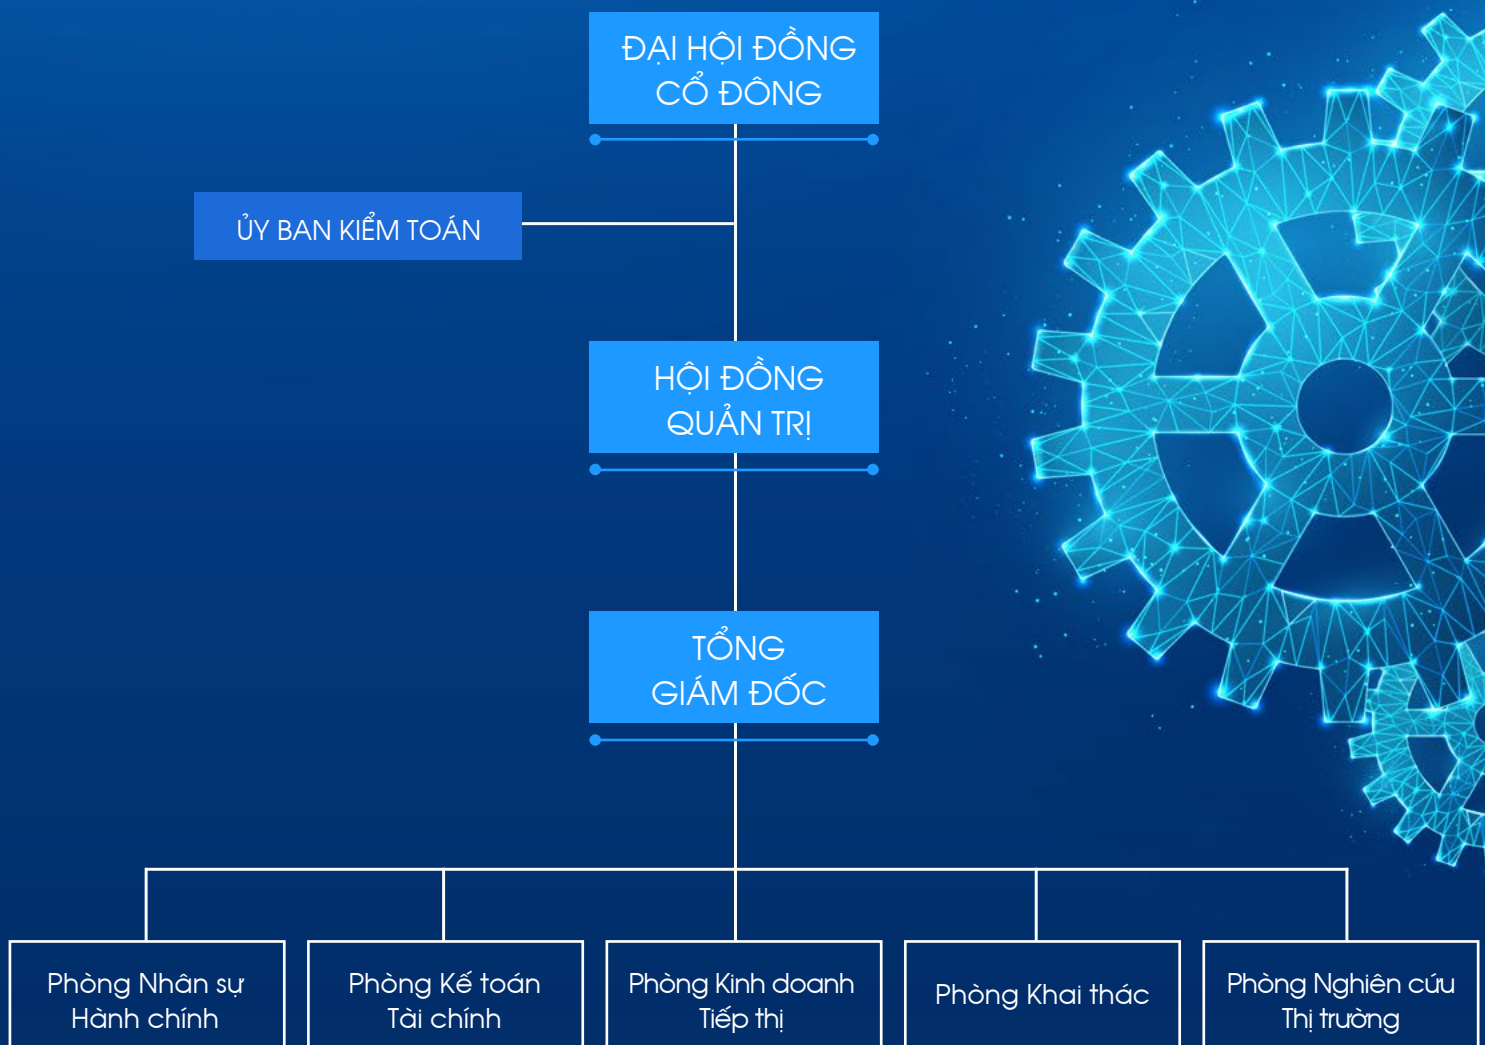 ĐẠI HỘI ĐỒNG
CỔ ĐÔNG
ỦY BAN KIỂM TOÁN
HỘI ĐỒNG
QUẢN TRỊ
TỔNG
GIÁM ĐỐC
Phòng Nhân sự
Hành chính
Phòng Kế toán
Tài chính
Phòng Kinh doanh
Tiếp thị
Phòng Khai thác
Phòng Nghiên cứu
Thị trường